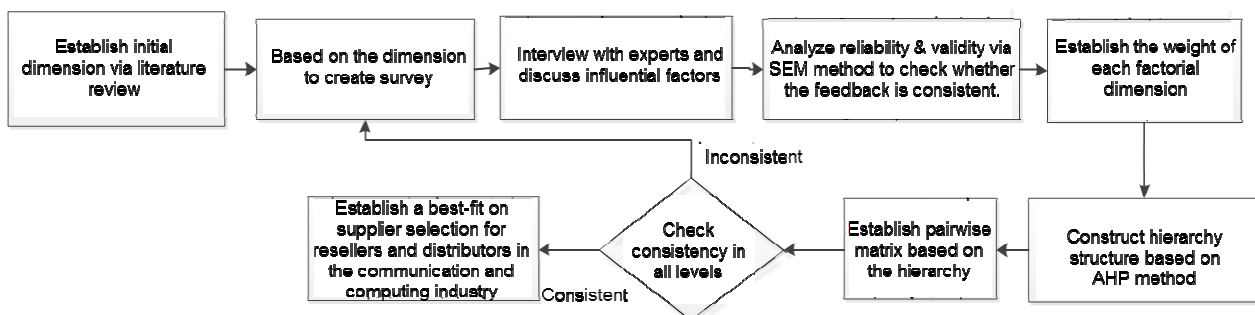 Establish initial
dimension via literature
review
Based on the dimension
to create survey
Interview with experts and
discuss influential factors
Analyze reliability & validity via
SEM method to check whether
the feedback is consistent.
Establish the weight of
each factorial
dimension
Inconsistent
Establish a best-fit on
supplier selection for
resellers and distributors in
the communication and
computing industry
Consistent
Check
consistency in
all levels
Establish pairwise
matrix based on
the hierarchy
Construct hierarchy
structure based on
AHP method